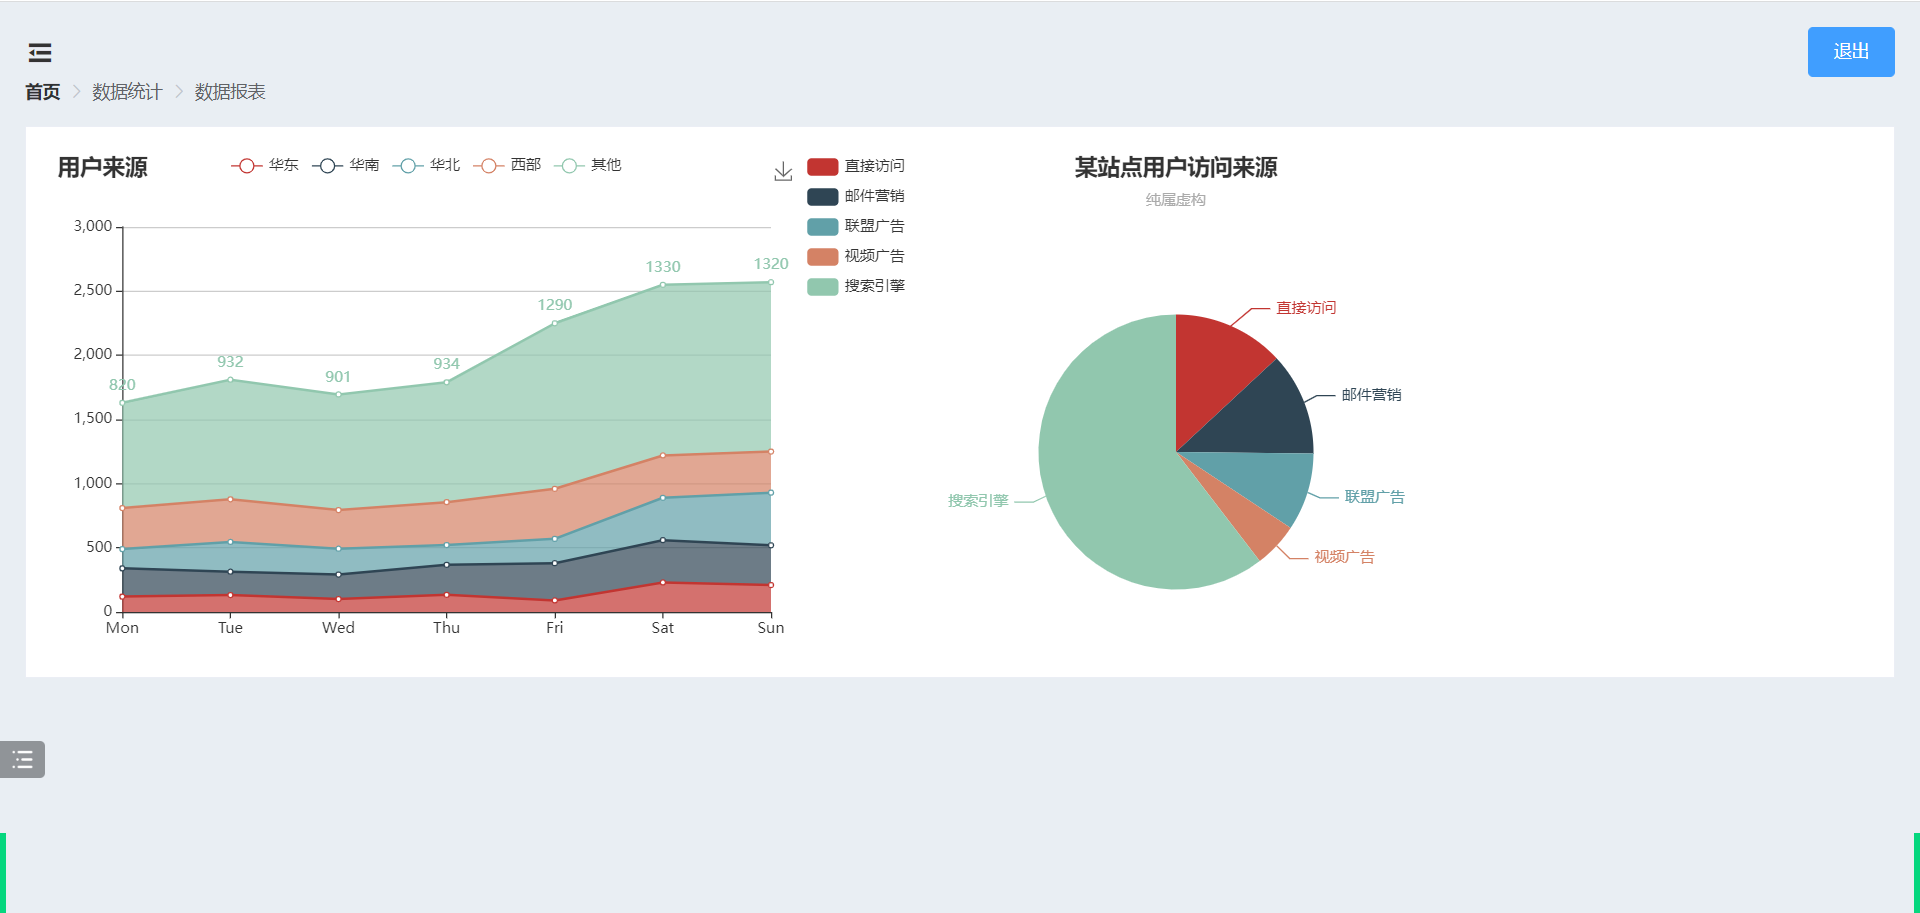 退出
首页 数据统计 数据报表
用户来源
华东 华南 华北 西部 其他
3,000
2,500
2,000
1,500
1,000
500
0
820 932 901 934 1290 1330 1320
Mon Tue Wed Thu Fri Sat Sun
直接访问
邮件营销
联盟广告
视频广告
搜索引擎
某站点用户访问来源
纯属虚构
直接访问
邮件营销
联盟广告
视频广告
搜索引擎